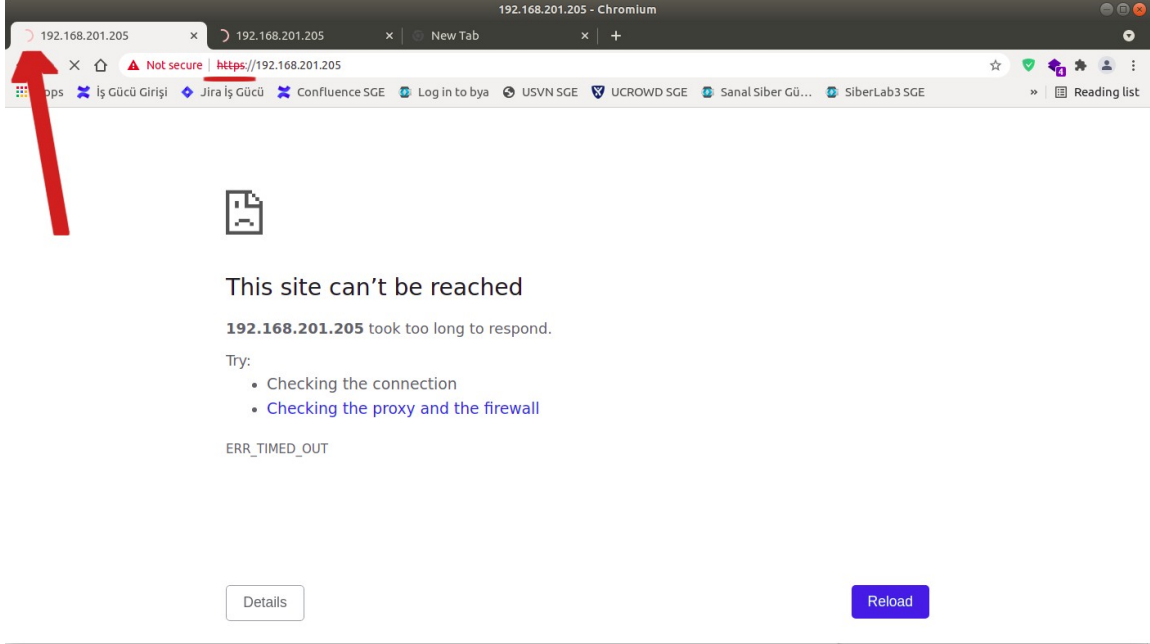 192.168.201.205 - Chromium
192.168.201.205 × 192.168.201.205 × New Tab × +
Not secure https://192.168.201.205
İş Gücü Girişi Jira İş Gücü Confluence SGE Log in to bya USVN SGE UCROWD SGE Sanal Siber Gü... SiberLab3 SGE » Reading list
4
This site can't be reached
192.168.201.205 took too long to respond.
Try:
• Checking the connection
• Checking the proxy and the firewall
ERR_TIMED_OUT
Details Reload